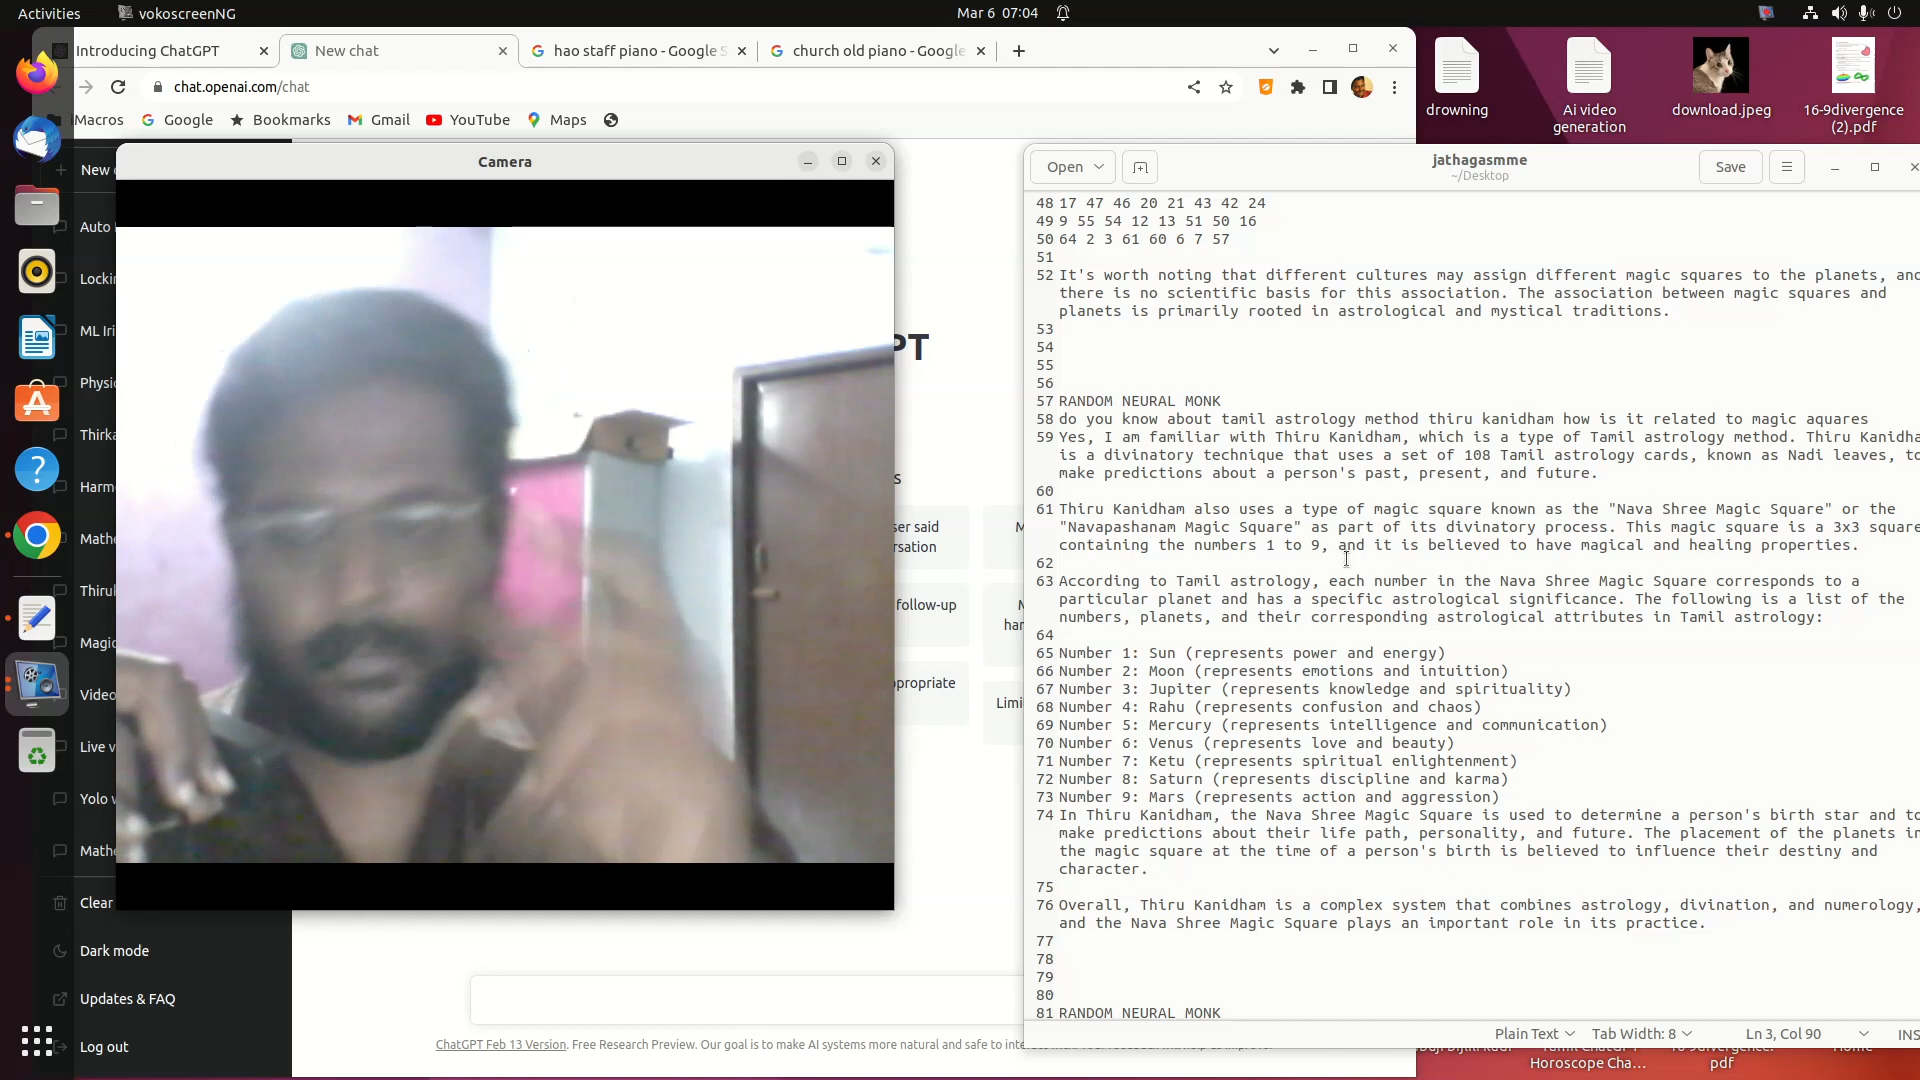 Activities
vokoscreenNG
Mar 6 07:04
Introducing ChatGPT
New chat
hao staff piano - Google S
church old piano - Google
chat.openai.com/chat
Macros
Google
Bookmarks
Gmail
YouTube
Maps
drowning
Ai video
generation
download.jpeg
16-9divergence
(2).pdf
New
Auto
Lockin
ML Iri
Physic
Thirka
Harm
Mathe
Thiruk
Magic
Video
Live v
Yolo v
Mathe
Clear
Dark mode
Updates & FAQ
Log out
Camera
PT
s
ser said
rsation
follow-up
propriate
M
M
har
Limi
ChatGPT Feb 13 Version. Free Research Preview. Our goal is to make AI systems more natural and safe to inte
Open
jathagasmme
~/Desktop
Save
48 17 47 46 20 21 43 42 24
49 9 55 54 12 13 51 50 16
50 64 2 3 61 60 6 7 57
51
52 It's worth noting that different cultures may assign different magic squares to the planets, and
there is no scientific basis for this association. The association between magic squares and
planets is primarily rooted in astrological and mystical traditions.
53
54
55
56
57 RANDOM NEURAL MONK
58 do you know about tamil astrology method thiru kanidham how is it related to magic aquares
59 Yes, I am familiar with Thiru Kanidham, which is a type of Tamil astrology method. Thiru Kanidha
is a divinatory technique that uses a set of 108 Tamil astrology cards, known as Nadi leaves, to
make predictions about a person's past, present, and future.
60
61 Thiru Kanidham also uses a type of magic square known as the "Nava Shree Magic Square" or the
"Navapashanam Magic Square" as part of its divinatory process. This magic square is a 3x3 square
containing the numbers 1 to 9, and it is believed to have magical and healing properties.
62
63 According to Tamil astrology, each number in the Nava Shree Magic Square corresponds to a
particular planet and has a specific astrological significance. The following is a list of the
numbers, planets, and their corresponding astrological attributes in Tamil astrology:
64
65 Number 1: Sun (represents power and energy)
66 Number 2: Moon (represents emotions and intuition)
67 Number 3: Jupiter (represents knowledge and spirituality)
68 Number 4: Rahu (represents confusion and chaos)
69 Number 5: Mercury (represents intelligence and communication)
70 Number 6: Venus (represents love and beauty)
71 Number 7: Ketu (represents spiritual enlightenment)
72 Number 8: Saturn (represents discipline and karma)
73 Number 9: Mars (represents action and aggression)
74 In Thiru Kanidham, the Nava Shree Magic Square is used to determine a person's birth star and to
make predictions about their life path, personality, and future. The placement of the planets in
the magic square at the time of a person's birth is believed to influence their destiny and
character.
75
76 Overall, Thiru Kanidham is a complex system that combines astrology, divination, and numerology,
and the Nava Shree Magic Square plays an important role in its practice.
77
78
79
80
81 RANDOM NEURAL MONK
Plain Text
Tab Width: 8
Ln 3, Col 90
INS
Horoscope Cha...
pdf